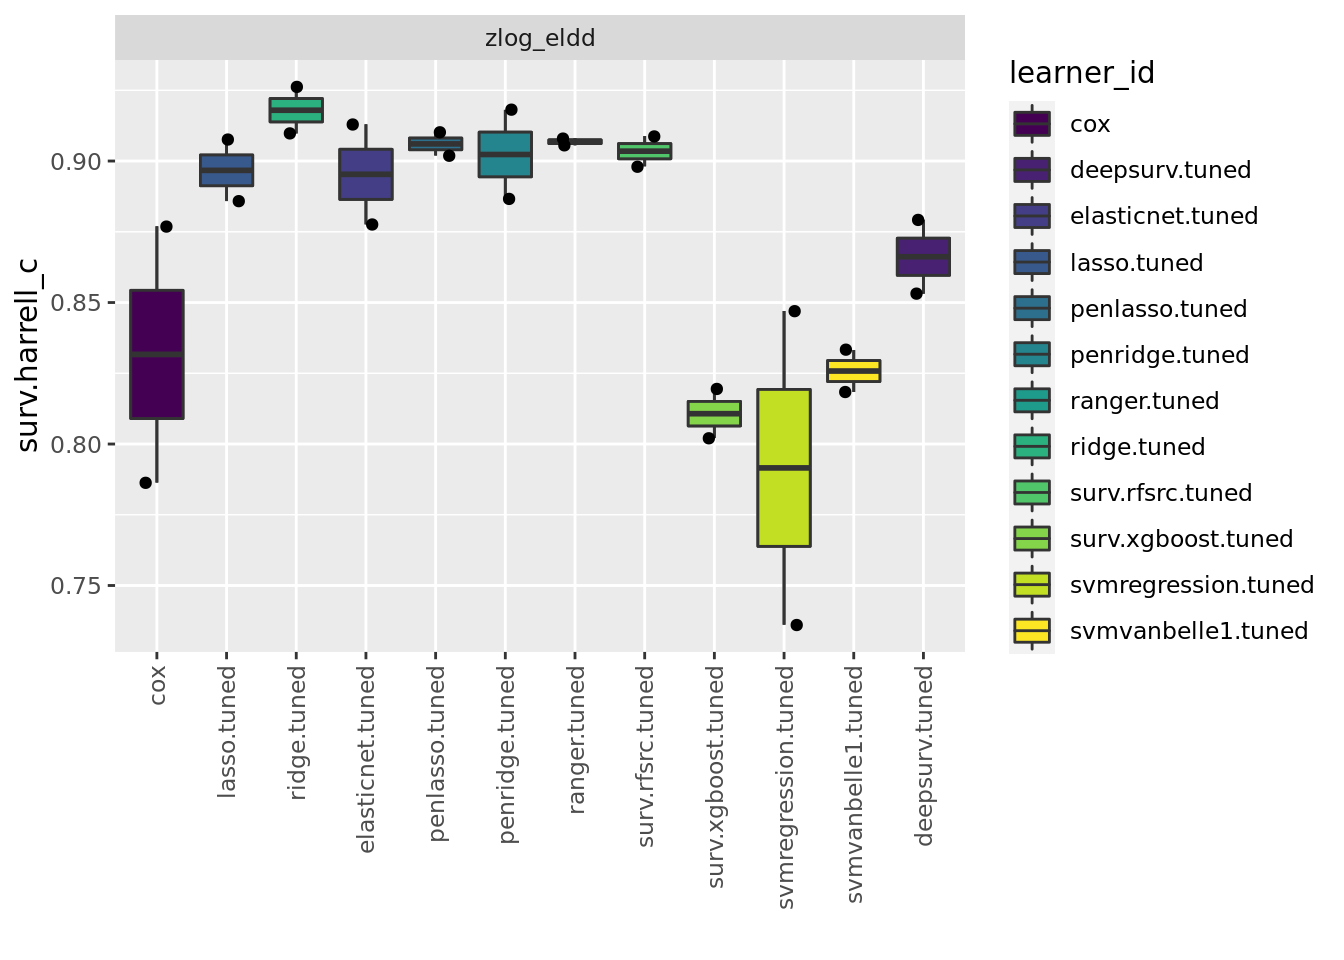 zlog_eldd
surv.harrell_c
0.90
0.85
0.80
0.75
cox
lasso.tuned
ridge.tuned
elasticnet.tuned
penlasso.tuned
penridge.tuned
ranger.tuned
surv.rfsrc.tuned
surv.xgboost.tuned
svmregression.tuned
svmvanbelle1.tuned
deepsurv.tuned
learner_id
cox
deepsurv.tuned
elasticnet.tuned
lasso.tuned
penlasso.tuned
penridge.tuned
ranger.tuned
ridge.tuned
surv.rfsrc.tuned
surv.xgboost.tuned
svmregression.tuned
svmvanbelle1.tuned